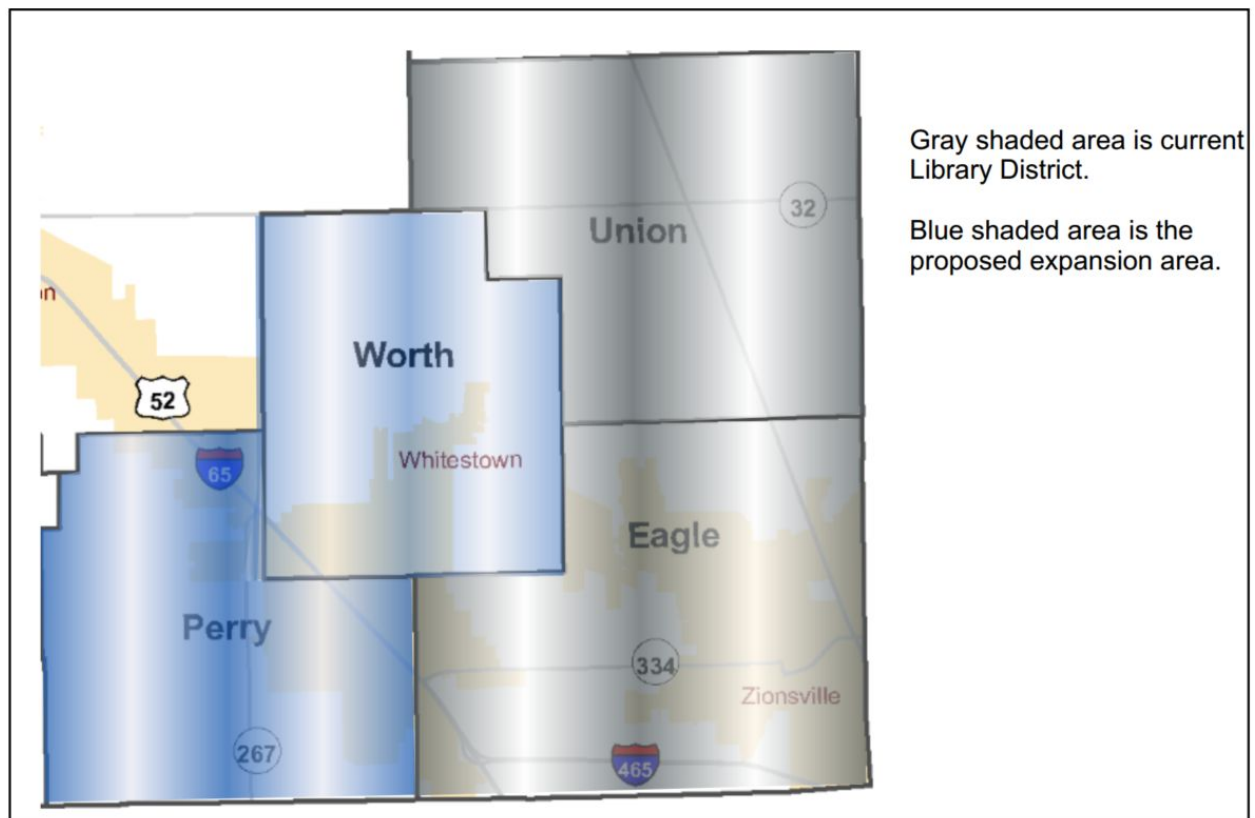 Gray shaded area is current
Library District.
Blue shaded area is the
proposed expansion area.
32
Union
on
Worth
52
Whitestown
65
Eagle
Perry
334
Zionsville
267
465